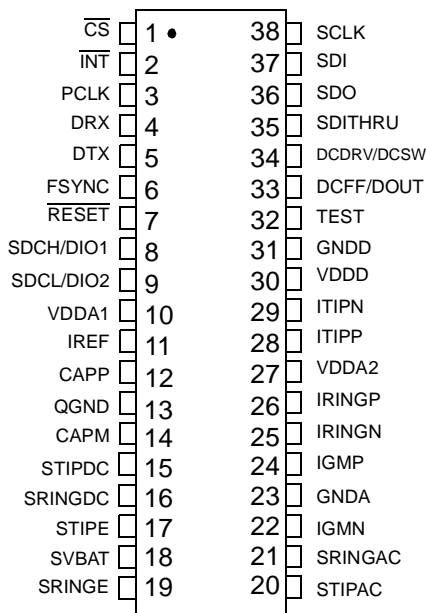 CS 1 38 SCLK
INT 2 37 SDI
PCLK 3 36 SDO
DRX 4 35 SDITHRU
DTX 5 34 DCDRV/DCSW
FSYNC 6 33 DCFF/DOUT
RESET 7 32 TEST
SDCH/DIO1 8 31 GNDD
SDCL/DIO2 9 30 VDDD
VDDA1 10 29 ITIPN
IREF 11 28 ITIPP
CAPP 12 27 VDDA2
QGND 13 26 IRINGP
CAPM 14 25 IRINGN
STIPDC 15 24 IGMP
SRINGDC 16 23 GNDA
STIPE 17 22 IGMN
SVBAT 18 21 SRINGAC
SRINGE 19 20 STIPAC